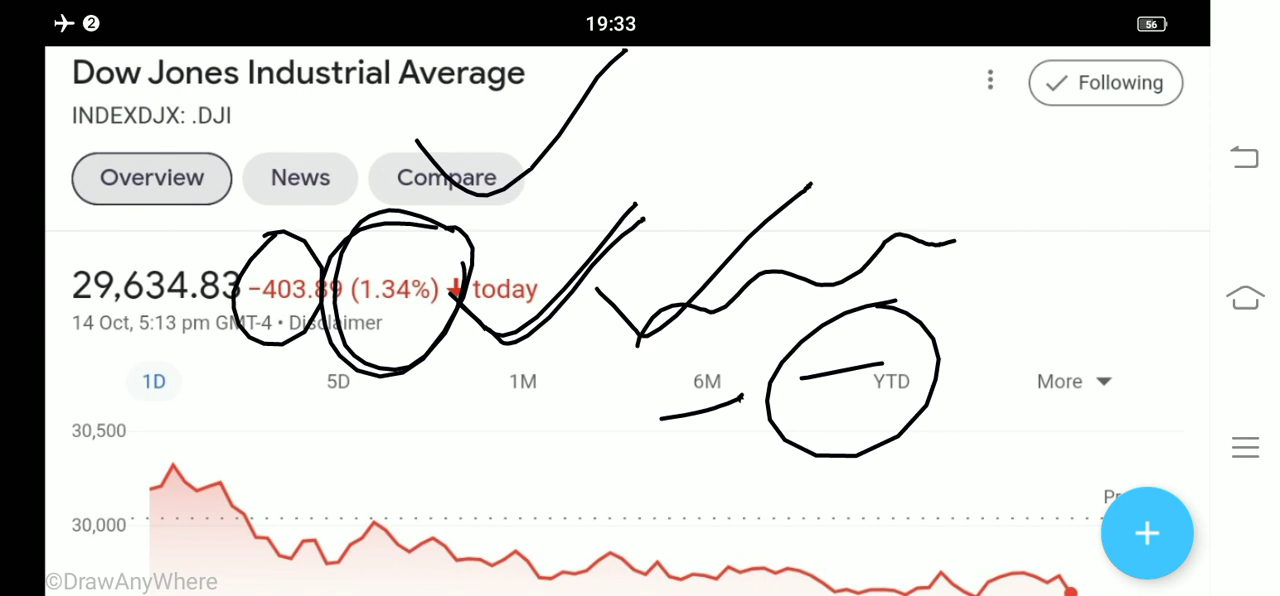 2 19:33 56
Dow Jones Industrial Average
INDEXDJX: .DJI
Following
Overview News Compare
29,634.83 −403.89 (1.34%) ↓ today
14 Oct, 5:13 pm GMT-4 • Disclaimer
1D 5D 1M 6M YTD More
30,500
30,000
©DrawAnyWhere